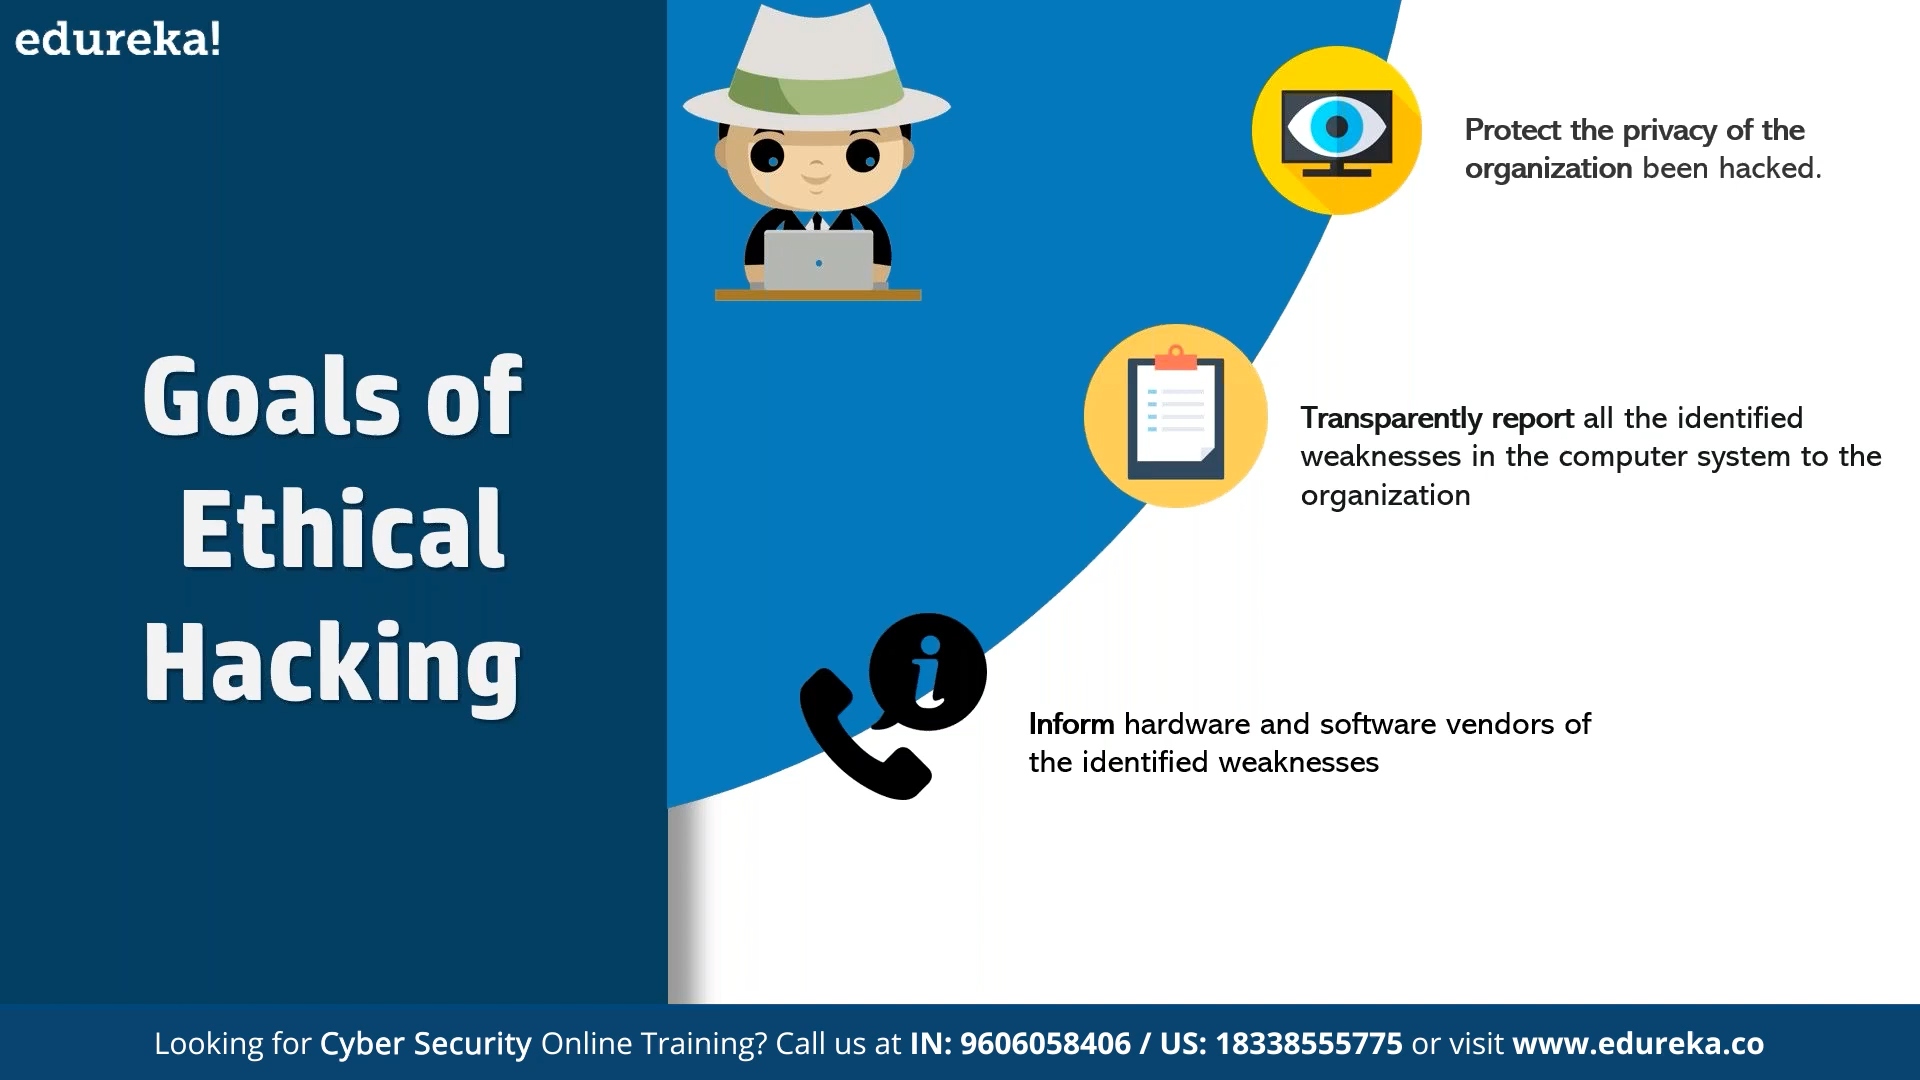 edureka!
Goals of
Ethical
Hacking
Protect the privacy of the
organization been hacked.
Transparently report all the identified
weaknesses in the computer system to the
organization
i
Inform hardware and software vendors of
the identified weaknesses
Looking for Cyber Security Online Training? Call us at IN: 9606058406 / US: 18338555775 or visit www.edureka.co